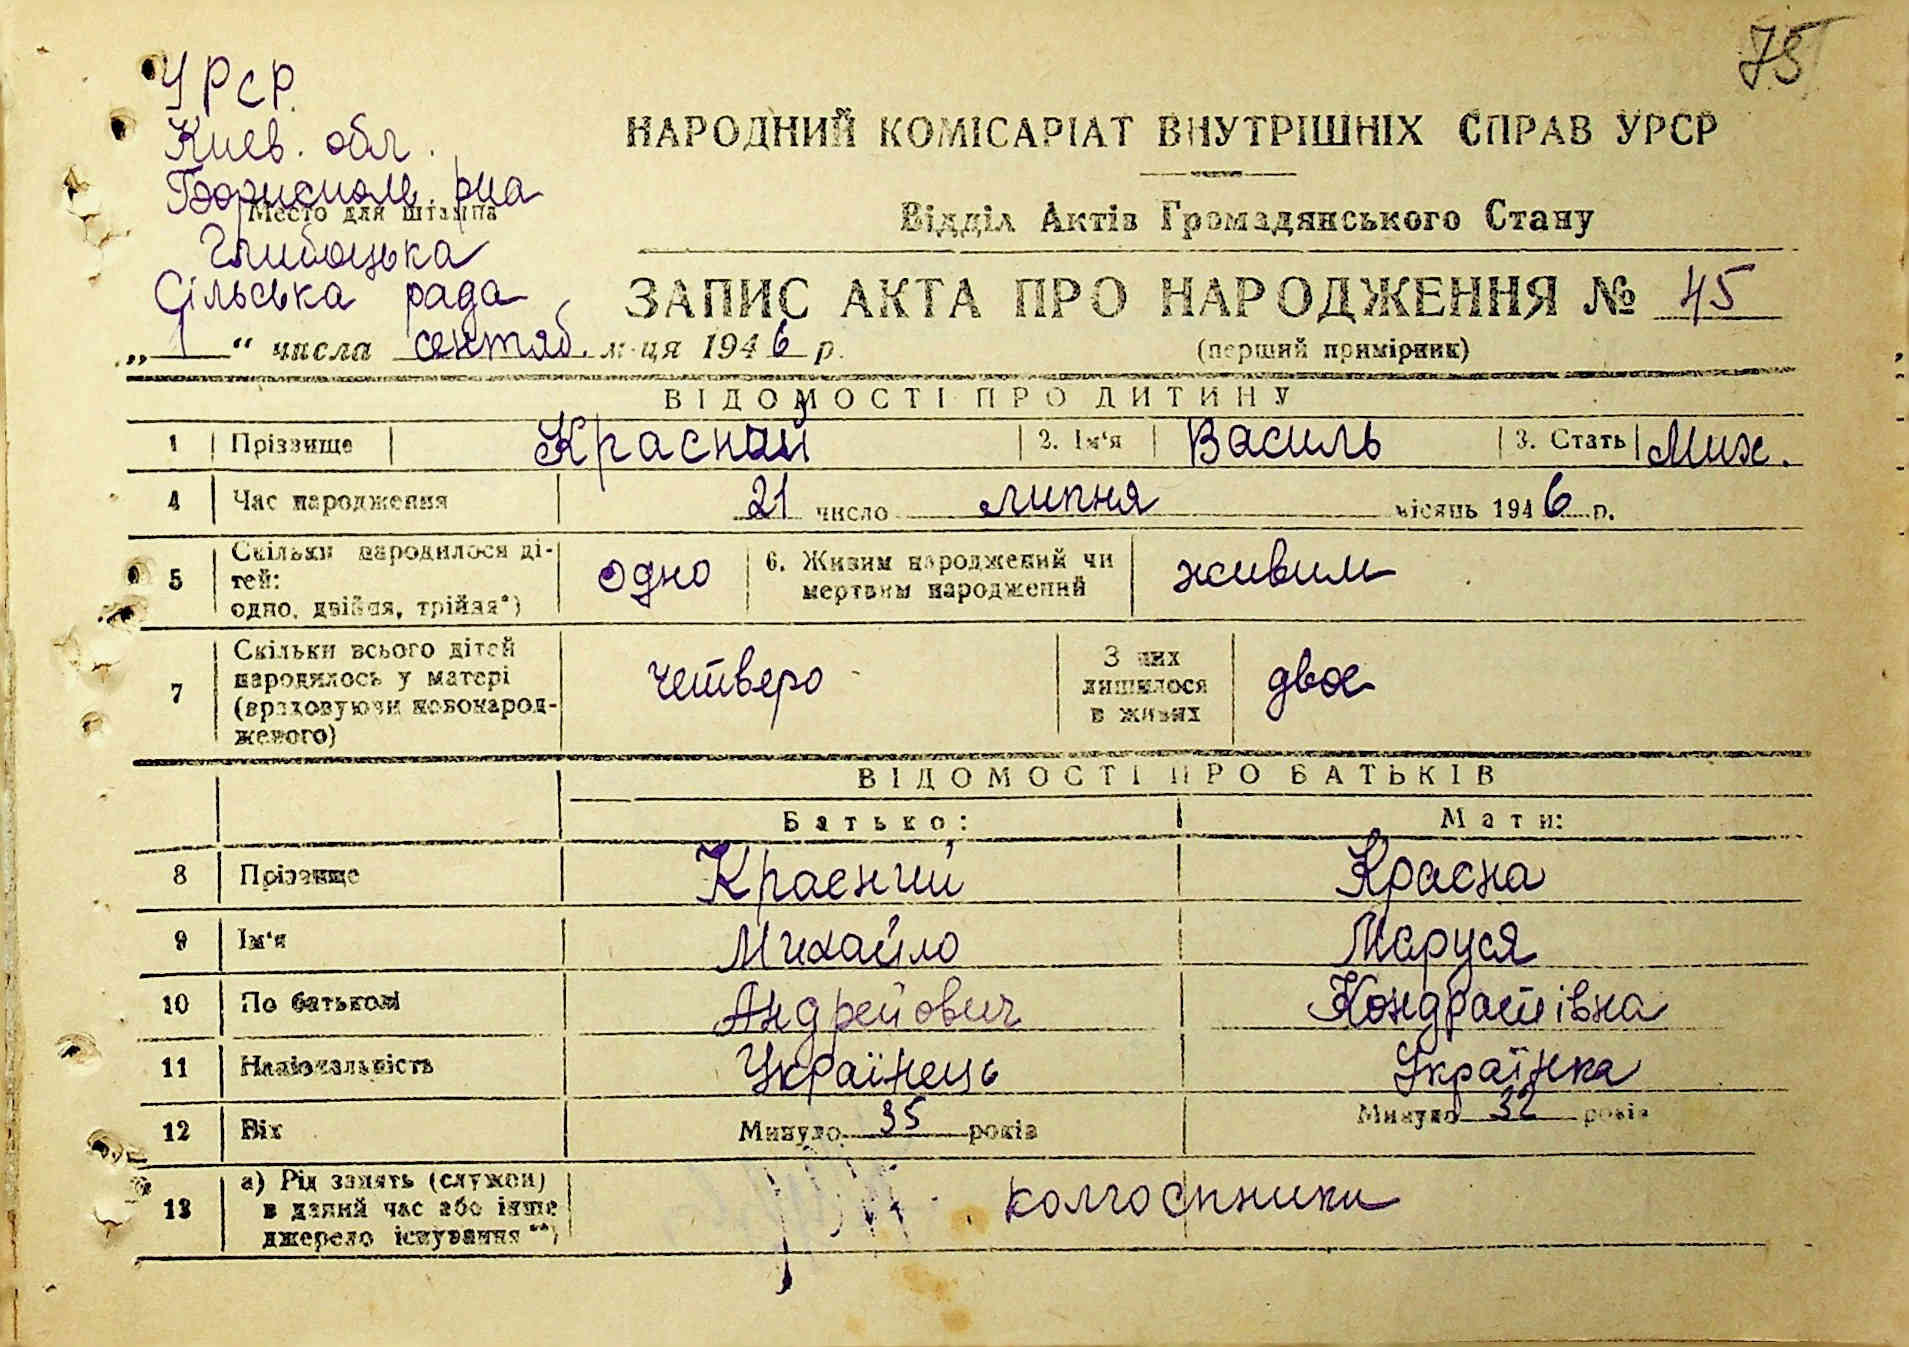 75
УРСР
Киев. обл.
Бориспол. р-на
Место для штампа
Глибоцька
Сільська рада
НАРОДНИЙ КОМІСАРІАТ ВНУТРІШНІХ СПРАВ УРСР
Відділ Актів Громадянського Стану
ЗАПИС АКТА ПРО НАРОДЖЕННЯ № 45
„1“ числа сентяб. м-ця 1946 р.
(перший примірник)
ВІДОМОСТІ ПРО ДИТИНУ
1 Прізвище Красний 2. Ім'я Василь 3. Стать Муж.
4 Час народження 21 число липня місяць 1946 р.
5 Скільки народилося ді-
тей:
одно, двійня, трійня*)
одно
6. Живим народжений чи
мертвим народжений
живим
7 Скільки всього дітей
народилось у матері
(враховуючи новонарод-
женого)
четверо
З них
лишилося
в живих
двое
ВІДОМОСТІ ПРО БАТЬКІВ
Батько: Мати:
8 Прізвище Красний Красна
9 Ім'я Михайло Маруся
10 По батькові Андрейович Кондратівна
11 Національність Українець Українка
12 Вік Минуло 35 років Минуло 32 років
13 а) Рід занять (служби)
в даний час або інше
джерело існування**)
колгоспники